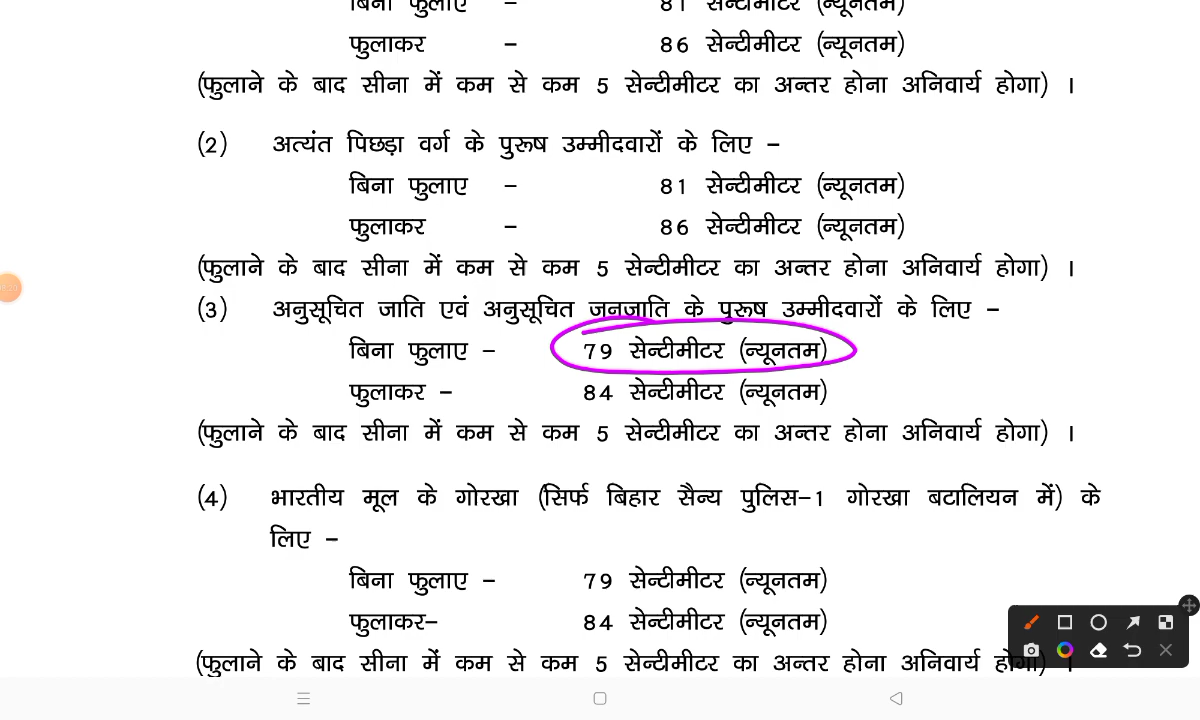 बिना फुलाए – 81 सेन्टीमीटर (न्यूनतम)
फुलाकर – 86 सेन्टीमीटर (न्यूनतम)
(फुलाने के बाद सीना में कम से कम 5 सेन्टीमीटर का अन्तर होना अनिवार्य होगा) ।
(2) अत्यंत पिछड़ा वर्ग के पुरूष उम्मीदवारों के लिए –
बिना फुलाए – 81 सेन्टीमीटर (न्यूनतम)
फुलाकर – 86 सेन्टीमीटर (न्यूनतम)
(फुलाने के बाद सीना में कम से कम 5 सेन्टीमीटर का अन्तर होना अनिवार्य होगा) ।
(3) अनुसूचित जाति एवं अनुसूचित जनजाति के पुरूष उम्मीदवारों के लिए –
बिना फुलाए – 79 सेन्टीमीटर (न्यूनतम)
फुलाकर – 84 सेन्टीमीटर (न्यूनतम)
(फुलाने के बाद सीना में कम से कम 5 सेन्टीमीटर का अन्तर होना अनिवार्य होगा) ।
(4) भारतीय मूल के गोरखा (सिर्फ बिहार सैन्य पुलिस–1 गोरखा बटालियन में) के
लिए –
बिना फुलाए – 79 सेन्टीमीटर (न्यूनतम)
फुलाकर– 84 सेन्टीमीटर (न्यूनतम)
(फुलाने के बाद सीना में कम से कम 5 सेन्टीमीटर का अन्तर होना अनिवार्य होगा) ।